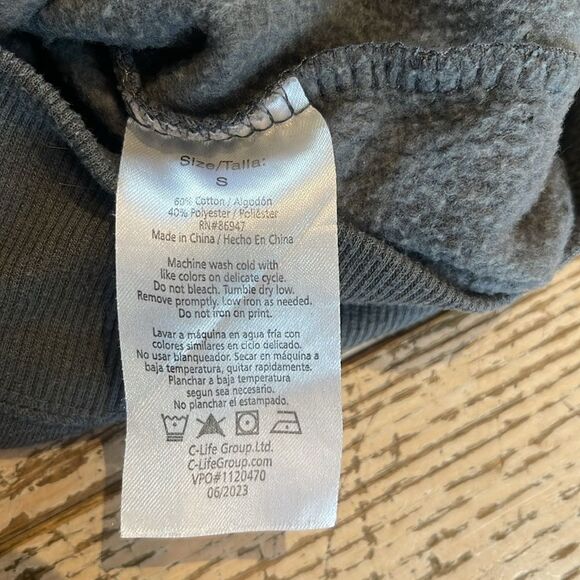 Size/Talla:
S
60% Cotton / Algodón
40% Polyester / Poliéster
RN#86947
Made in China / Hecho En China
Machine wash cold with
like colors on delicate cycle.
Do not bleach. Tumble dry low.
Remove promptly. Low iron as needed.
Do not iron on print.
Lavar a máquina en agua fría con
colores similares en ciclo delicado.
No usar blanqueador. Secar en máquina a
baja temperatura, quitar rapidamente.
Planchar a baja temperatura
segun sea necesario.
No planchar el estampado.
C-Life Group.Ltd.
C-LifeGroup.com
VPO#1120470
06/2023